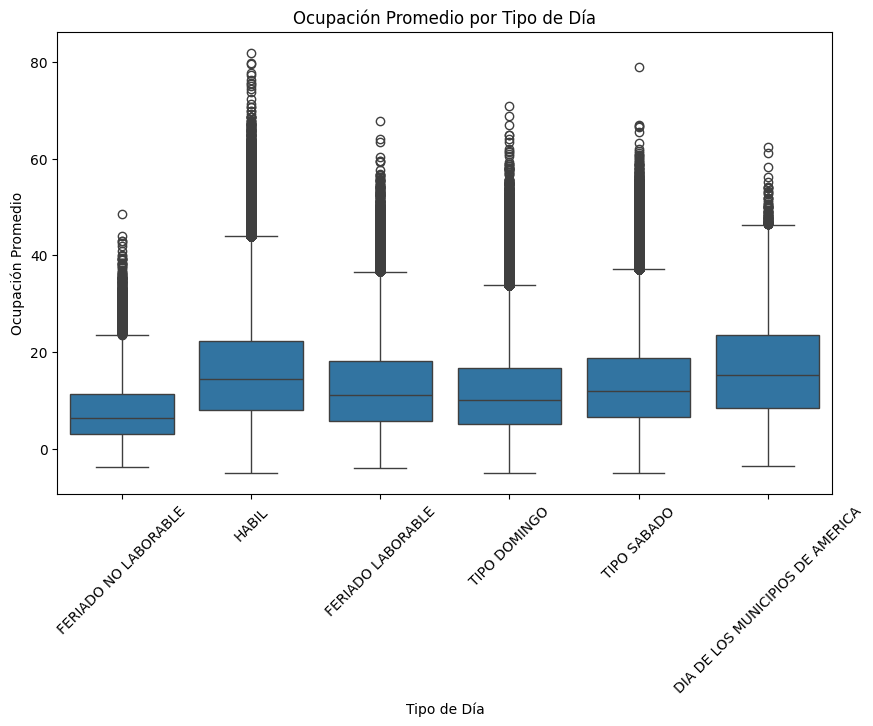 Ocupación Promedio por Tipo de Día
Ocupación Promedio
80
60
40
20
0
FERIADO NO LABORABLE
HABIL
FERIADO LABORABLE
TIPO DOMINGO
TIPO SABADO
DIA DE LOS MUNICIPIOS DE AMERICA
Tipo de Día